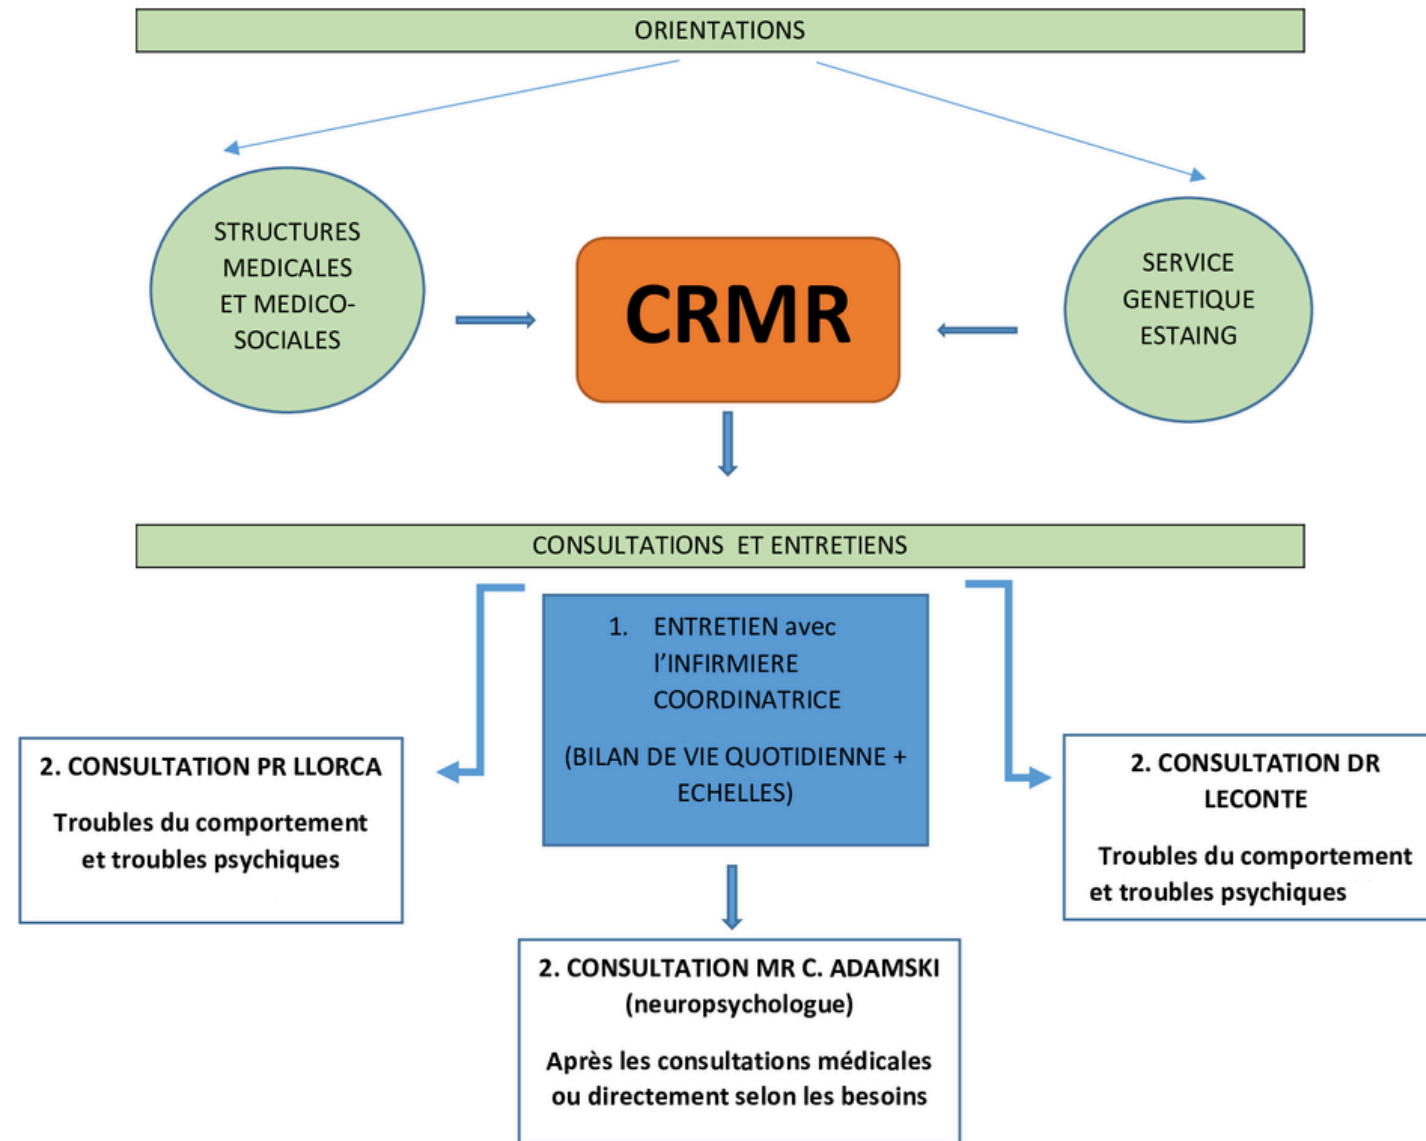 ORIENTATIONS
STRUCTURES
MEDICALES
ET MEDICO-
SOCIALES
CRMR
SERVICE
GENETIQUE
ESTAING
CONSULTATIONS ET ENTRETIENS
1. ENTRETIEN avec
l’INFIRMIERE
COORDINATRICE
(BILAN DE VIE QUOTIDIENNE +
ECHELLES)
2. CONSULTATION PR LLORCA
Troubles du comportement
et troubles psychiques
2. CONSULTATION DR
LECONTE
Troubles du comportement
et troubles psychiques
2. CONSULTATION MR C. ADAMSKI
(neuropsychologue)
Après les consultations médicales
ou directement selon les besoins